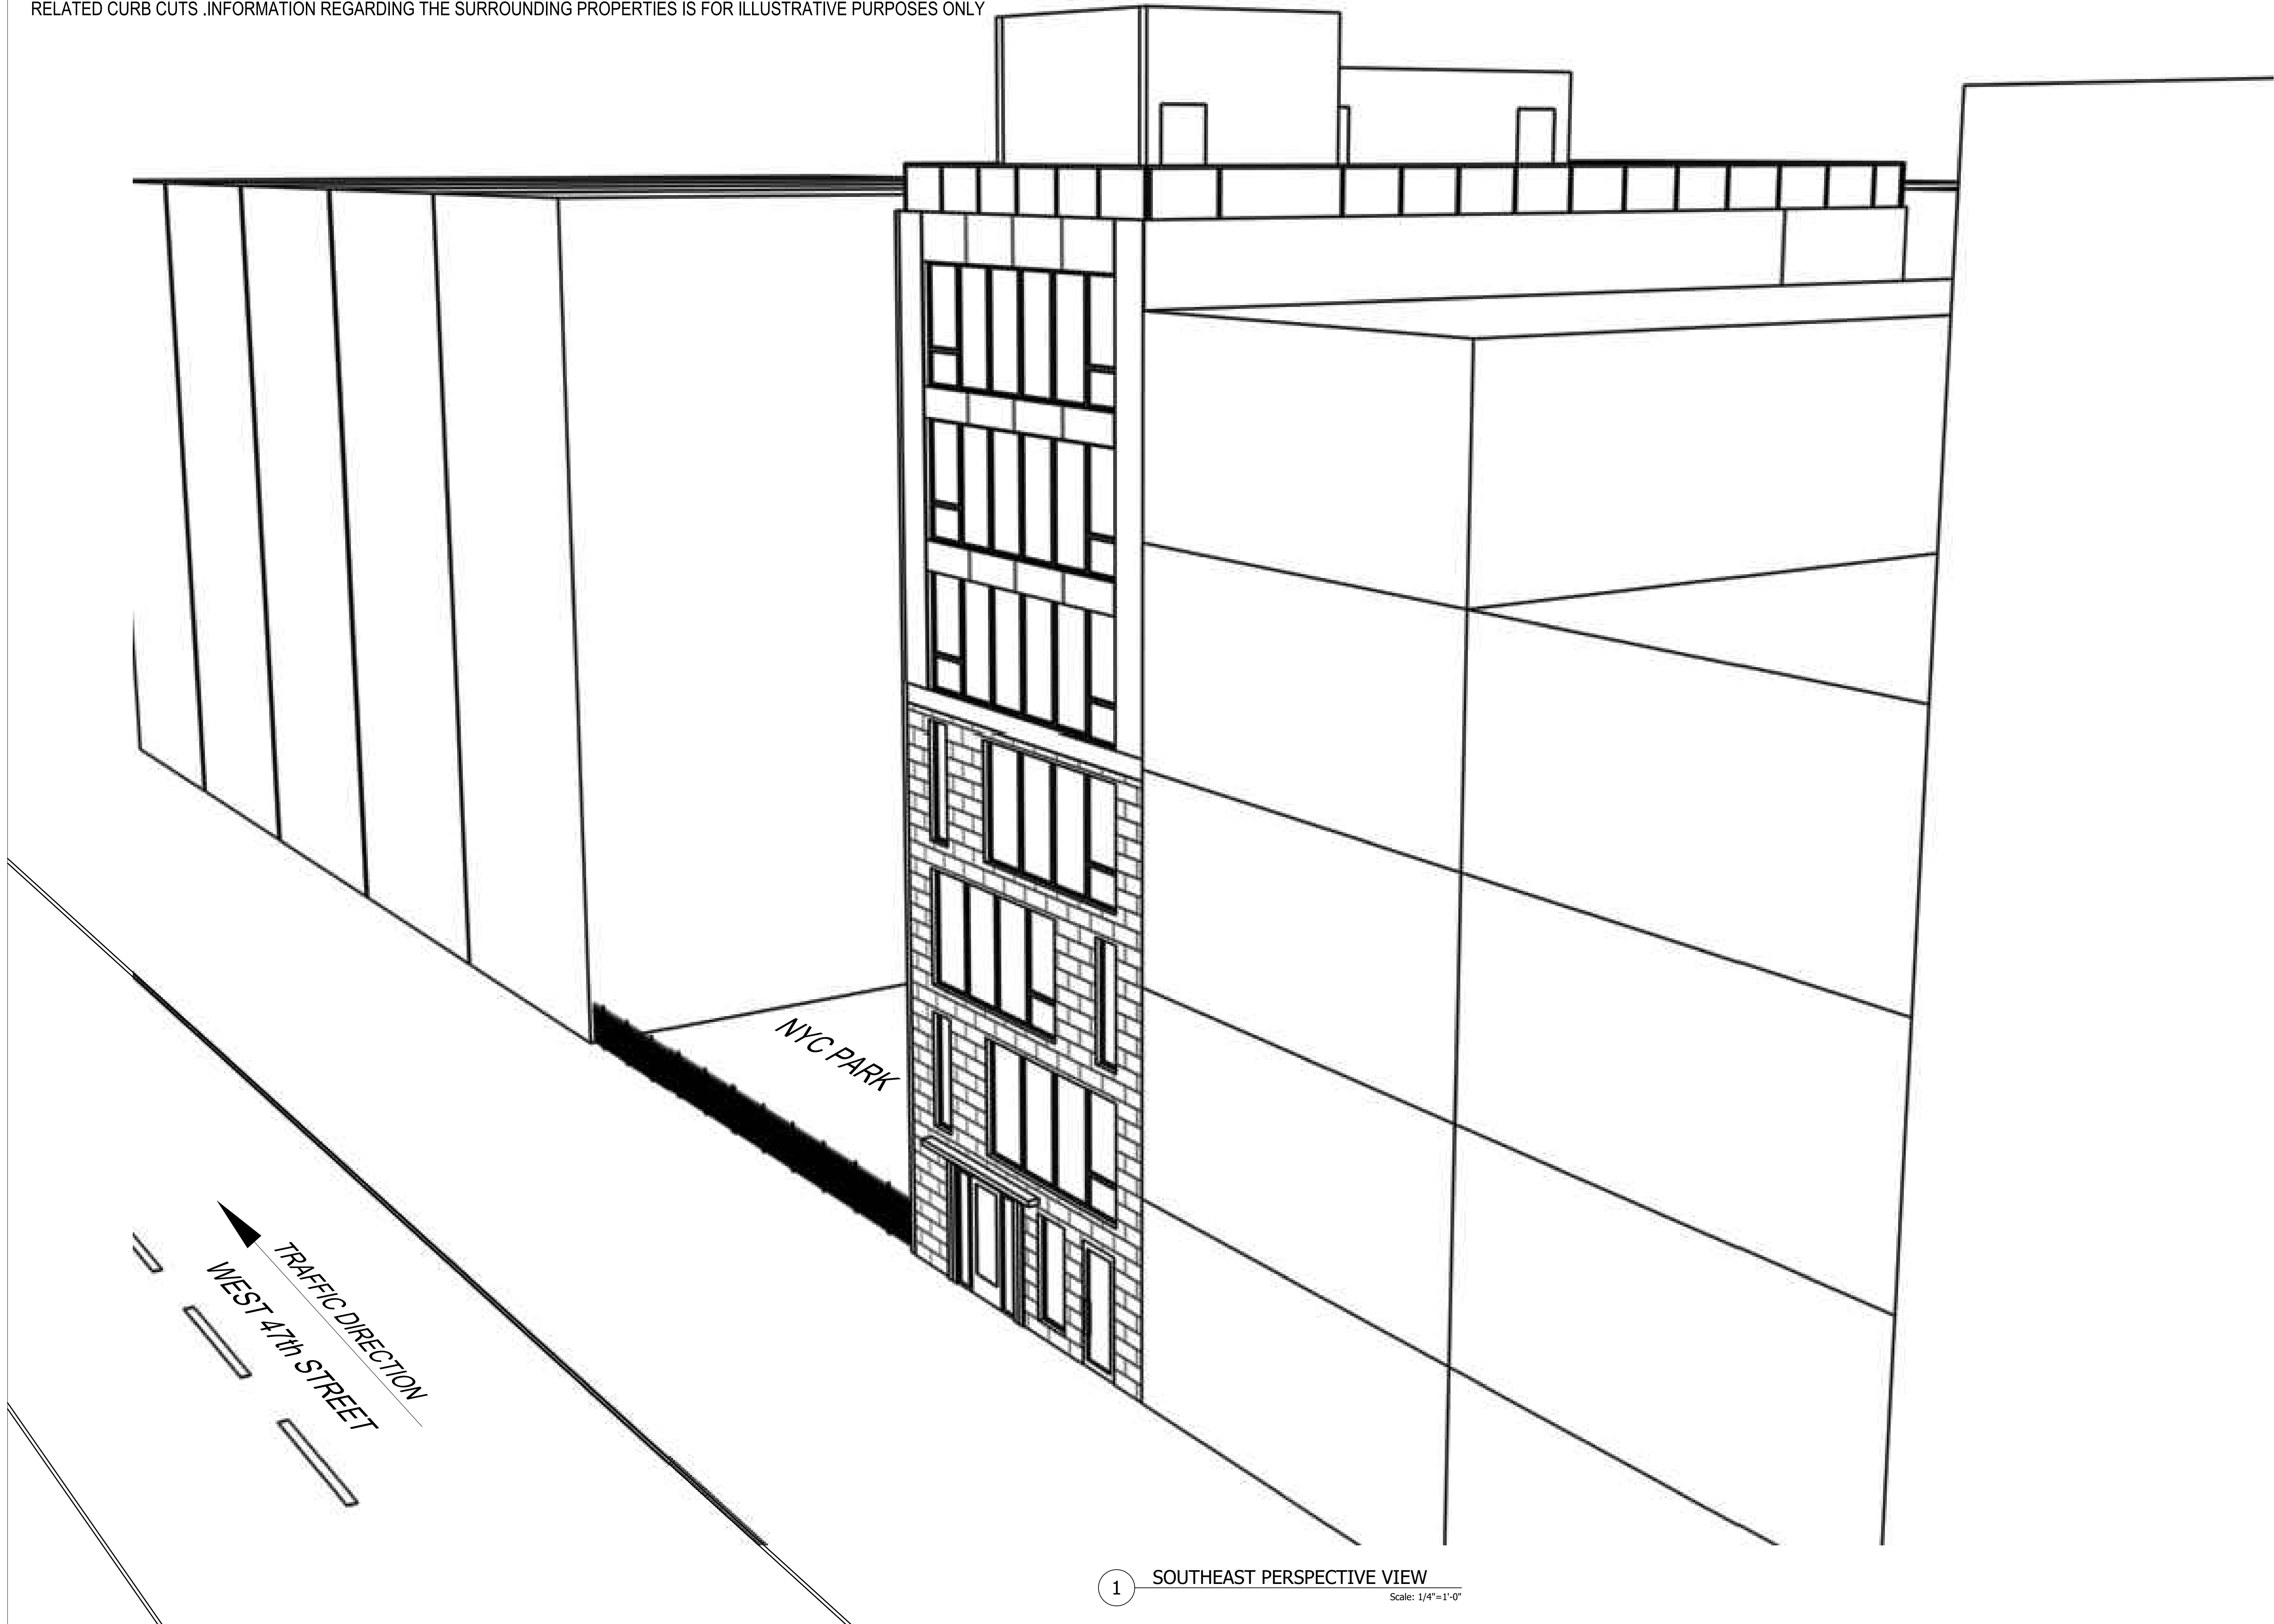 RELATED CURB CUTS .INFORMATION REGARDING THE SURROUNDING PROPERTIES IS FOR ILLUSTRATIVE PURPOSES ONLY
NYC PARK
TRAFFIC DIRECTION
WEST 47th STREET
1 SOUTHEAST PERSPECTIVE VIEW
Scale: 1/4"=1'-0"